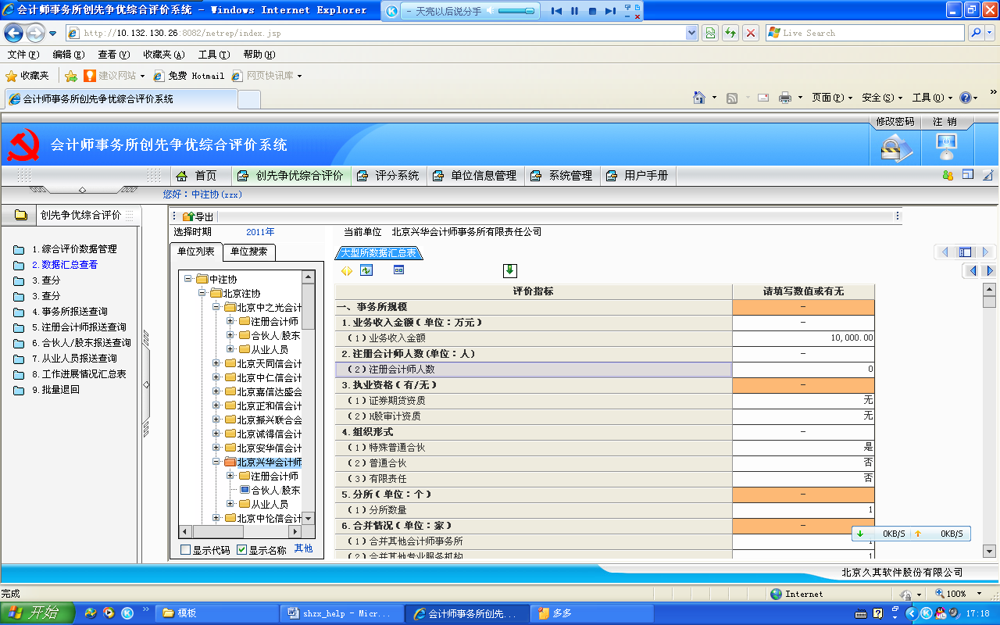 会计师事务所创先争优综合评价系统 - Windows Internet Explorer
- 天亮以后说分手
http://10.132.130.26:8082/netrep/index.jsp
Live Search
文件(F) 编辑(E) 查看(V) 收藏夹(A) 工具(T) 帮助(H)
收藏夹 建议网站 免费 Hotmail 网页快讯库
会计师事务所创先争优综合评价系统
页面(P) 安全(S) 工具(O)
修改密码 注 销
会计师事务所创先争优综合评价系统
首页 创先争优综合评价 评分系统 单位信息管理 系统管理 用户手册
您好：中注协(zzx)
创先争优综合评价
1.综合评价数据管理
2.数据汇总查看
3.查分
3.查分
4.事务所报送查询
5.注册会计师报送查询
6.合伙人/股东报送查询
7.从业人员报送查询
8.工作进展情况汇总表
9.批量退回
导出
选择时期 2011年
单位列表 单位搜索
中注协
北京注协
北京中之光会计
注册会计师
合伙人/股东
从业人员
北京天同信会计
北京中仁信会计
北京嘉信达盛会
北京正和信会计
北京振兴联合会
北京诚得信会计
北京安华信会计
北京兴华会计师
注册会计师
合伙人/股东
从业人员
北京中伦信会计
显示代码 显示名称 其他
当前单位 北京兴华会计师事务所有限责任公司
大型所数据汇总表
评价指标 请填写数值或有无
一、事务所规模 —
1.业务收入金额(单位：万元) —
(1)业务收入金额 10,000.00
2.注册会计师人数(单位：人) —
(2)注册会计师人数 0
3.执业资格(有/无) —
(1)证券期货资质 无
(2)H股审计资质 无
4.组织形式 —
(1)特殊普通合伙 是
(2)普通合伙 否
(3)有限责任 否
5.分所(单位：个) —
(1)分所数量 1
6.合并情况(单位：家) —
(1)合并其他会计师事务所 1
(2)合并其他专业服务机构 1
0KB/S 0KB/S
北京久其软件股份有限公司
完成 Internet 100%
开始 模板 shzx_help - Micr... 会计师事务所创先... 多多 17:18